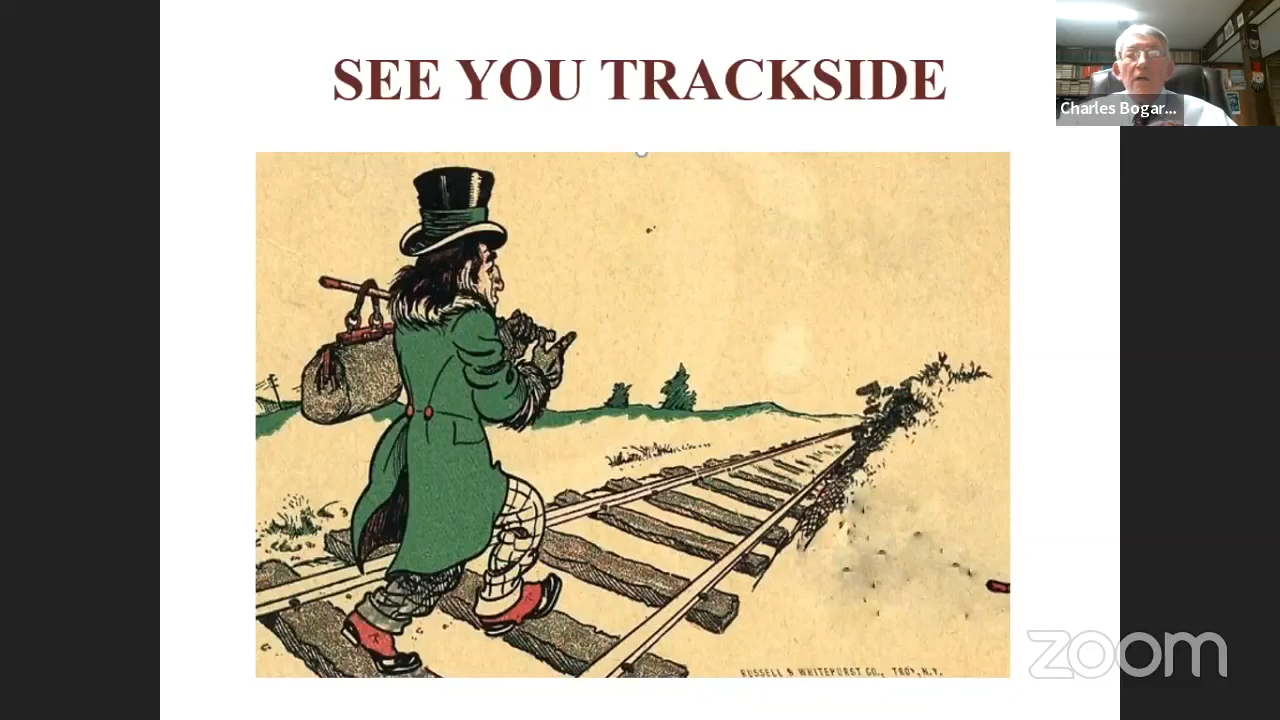 SEE YOU TRACKSIDE
Charles Bogar...
RUSSELL & WHITEHURST CO., TROY, N.Y.
zoom